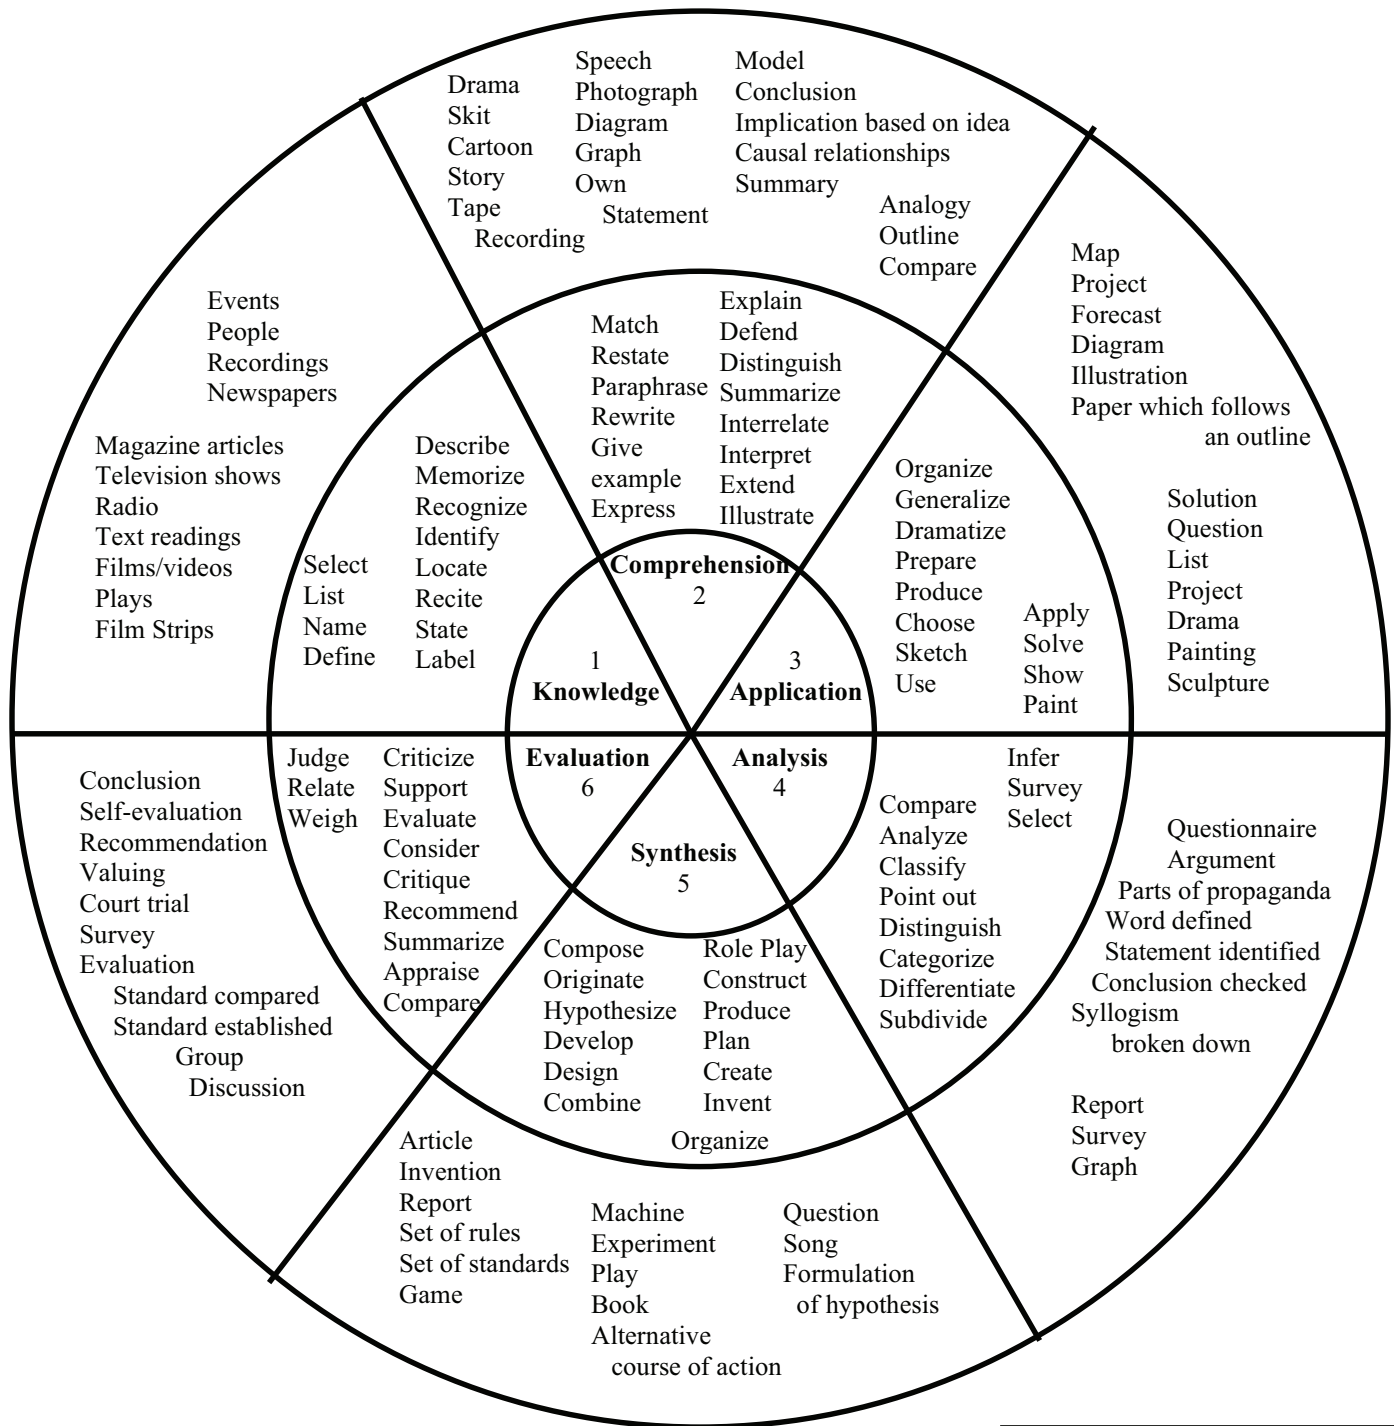 Drama
Skit
Cartoon
Story
Tape
Recording
Speech
Photograph
Diagram
Graph
Own
Statement
Model
Conclusion
Implication based on idea
Causal relationships
Summary
Analogy
Outline
Compare
Match
Restate
Paraphrase
Rewrite
Give
example
Express
Explain
Defend
Distinguish
Summarize
Interrelate
Interpret
Extend
Illustrate
Comprehension
2
Events
People
Recordings
Newspapers
Magazine articles
Television shows
Radio
Text readings
Films/videos
Plays
Film Strips
Select
List
Name
Define
Describe
Memorize
Recognize
Identify
Locate
Recite
State
Label
1
Knowledge
3
Application
Organize
Generalize
Dramatize
Prepare
Produce
Choose
Sketch
Use
Apply
Solve
Show
Paint
Map
Project
Forecast
Diagram
Illustration
Paper which follows
an outline
Solution
Question
List
Project
Drama
Painting
Sculpture
Evaluation
6
Judge
Relate
Weigh
Criticize
Support
Evaluate
Consider
Critique
Recommend
Summarize
Appraise
Compare
Conclusion
Self-evaluation
Recommendation
Valuing
Court trial
Survey
Evaluation
Standard compared
Standard established
Group
Discussion
Analysis
4
Infer
Survey
Select
Compare
Analyze
Classify
Point out
Distinguish
Categorize
Differentiate
Subdivide
Questionnaire
Argument
Parts of propaganda
Word defined
Statement identified
Conclusion checked
Syllogism
broken down
Report
Survey
Graph
Synthesis
5
Compose
Originate
Hypothesize
Develop
Design
Combine
Role Play
Construct
Produce
Plan
Create
Invent
Organize
Article
Invention
Report
Set of rules
Set of standards
Game
Machine
Experiment
Play
Book
Alternative
course of action
Question
Song
Formulation
of hypothesis